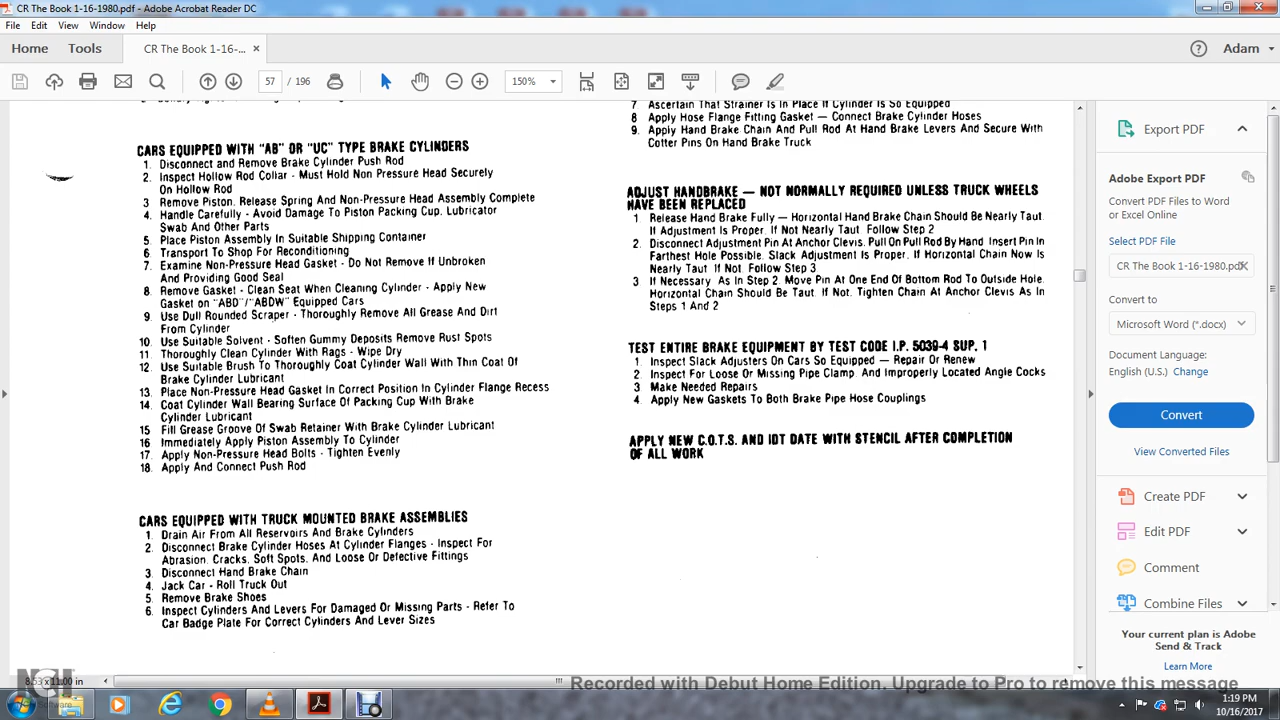 CR The Book 1-16-1980.pdf - Adobe Acrobat Reader DC
File Edit View Window Help
Home Tools CR The Book 1-16-... × Adam
57 / 196 150%
CARS EQUIPPED WITH "AB" OR "UC" TYPE BRAKE CYLINDERS
1. Disconnect and Remove Brake Cylinder Push Rod
2. Inspect Hollow Rod Collar - Must Hold Non Pressure Head Securely
On Hollow Rod
3 Remove Piston. Release Spring And Non-Pressure Head Assembly Complete
4. Handle Carefully - Avoid Damage To Piston Packing Cup. Lubricator
Swab And Other Parts
5. Place Piston Assembly In Suitable Shipping Container
6. Transport To Shop For Reconditioning
7. Examine Non-Pressure Head Gasket - Do Not Remove If Unbroken
And Providing Good Seal
8. Remove Gasket - Clean Seat When Cleaning Cylinder - Apply New
Gasket on "ABD"/"ABDW" Equipped Cars
9. Use Dull Rounded Scraper - Thoroughly Remove All Grease And Dirt
From Cylinder
10. Use Suitable Solvent - Soften Gummy Deposits Remove Rust Spots
11. Thoroughly Clean Cylinder With Rags - Wipe Dry
12. Use Suitable Brush To Thoroughly Coat Cylinder Wall With Thin Coat Of
Brake Cylinder Lubricant
13. Place Non-Pressure Head Gasket In Correct Position In Cylinder Flange Recess
14. Coat Cylinder Wall Bearing Surface Of Packing Cup With Brake
Cylinder Lubricant
15 Fill Grease Groove Of Swab Retainer With Brake Cylinder Lubricant
16 Immediately Apply Piston Assembly To Cylinder
17. Apply Non-Pressure Head Bolts - Tighten Evenly
18. Apply And Connect Push Rod
CARS EQUIPPED WITH TRUCK MOUNTED BRAKE ASSEMBLIES
1. Drain Air From All Reservoirs And Brake Cylinders
2. Disconnect Brake Cylinder Hoses At Cylinder Flanges - Inspect For
Abrasion. Cracks. Soft Spots. And Loose Or Defective Fittings
3. Disconnect Hand Brake Chain
4. Jack Car - Roll Truck Out
5. Remove Brake Shoes
6. Inspect Cylinders And Levers For Damaged Or Missing Parts - Refer To
Car Badge Plate For Correct Cylinders And Lever Sizes
7 Ascertain That Strainer Is In Place If Cylinder Is So Equipped
8 Apply Hose Flange Fitting Gasket — Connect Brake Cylinder Hoses
9. Apply Hand Brake Chain And Pull Rod At Hand Brake Levers And Secure With
Cotter Pins On Hand Brake Truck
ADJUST HANDBRAKE — NOT NORMALLY REQUIRED UNLESS TRUCK WHEELS
HAVE BEEN REPLACED
1 Release Hand Brake Fully — Horizontal Hand Brake Chain Should Be Nearly Taut.
If Adjustment Is Proper. If Not Nearly Taut. Follow Step 2
2. Disconnect Adjustment Pin At Anchor Clevis. Pull On Pull Rod By Hand. Insert Pin In
Farthest Hole Possible. Slack Adjustment Is Proper. If Horizontal Chain Now Is
Nearly Taut If Not. Follow Step 3
3 If Necessary. As In Step 2. Move Pin At One End Of Bottom Rod To Outside Hole.
Horizontal Chain Should Be Taut. If Not. Tighten Chain At Anchor Clevis As In
Steps 1 And 2
TEST ENTIRE BRAKE EQUIPMENT BY TEST CODE I.P. 5039-4 SUP. 1
1 Inspect Slack Adjusters On Cars So Equipped — Repair Or Renew
2 Inspect For Loose Or Missing Pipe Clamp. And Improperly Located Angle Cocks
3 Make Needed Repairs
4. Apply New Gaskets To Both Brake Pipe Hose Couplings
APPLY NEW C.O.T.S. AND IDT DATE WITH STENCIL AFTER COMPLETION
OF ALL WORK
Export PDF
Adobe Export PDF
Convert PDF Files to Word
or Excel Online
Select PDF File
CR The Book 1-16-1980.pdf
Convert to
Microsoft Word (*.docx)
Document Language:
English (U.S.) Change
Convert
View Converted Files
Create PDF
Edit PDF
Comment
Combine Files
Your current plan is Adobe
Send & Track
Learn More
8.53 x 11.00 in
NCH
Software
Recorded with Debut Home Edition. Upgrade to Pro to remove this message
1:19 PM
10/16/2017